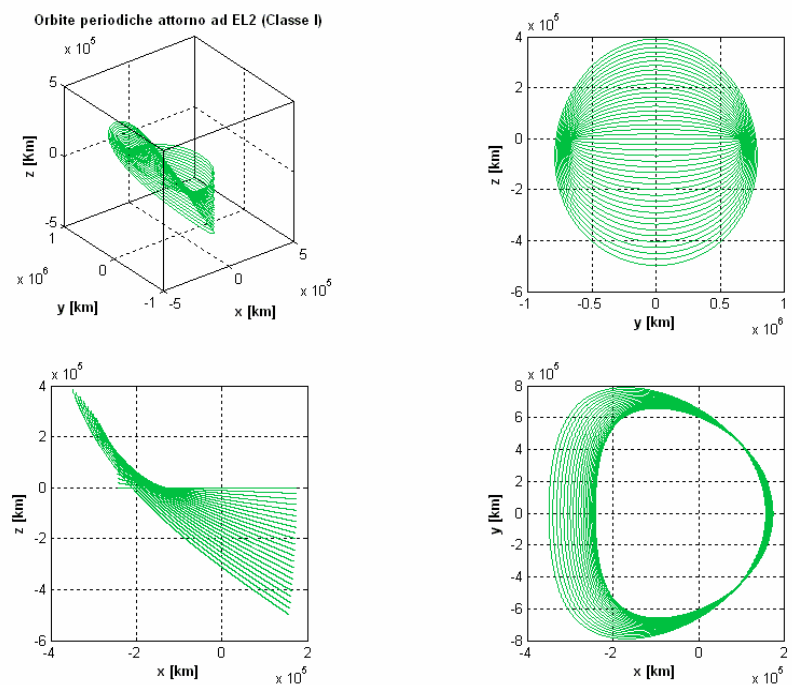 Orbite periodiche attorno ad EL2 (Classe I)
x 10^5
5
0
-5
z [Km]
1
0
-1
x 10^6
y [km]
-5
0
5
x 10^5
x [km]
x 10^5
4
2
0
-2
-4
-6
z [km]
-1
-0.5
0
0.5
1
x 10^6
y [km]
x 10^5
4
2
0
-2
-4
-6
z [km]
-4
-2
0
2
x 10^5
x [km]
x 10^5
8
6
4
2
0
-2
-4
-6
-8
y [km]
-4
-2
0
2
x 10^5
x [km]